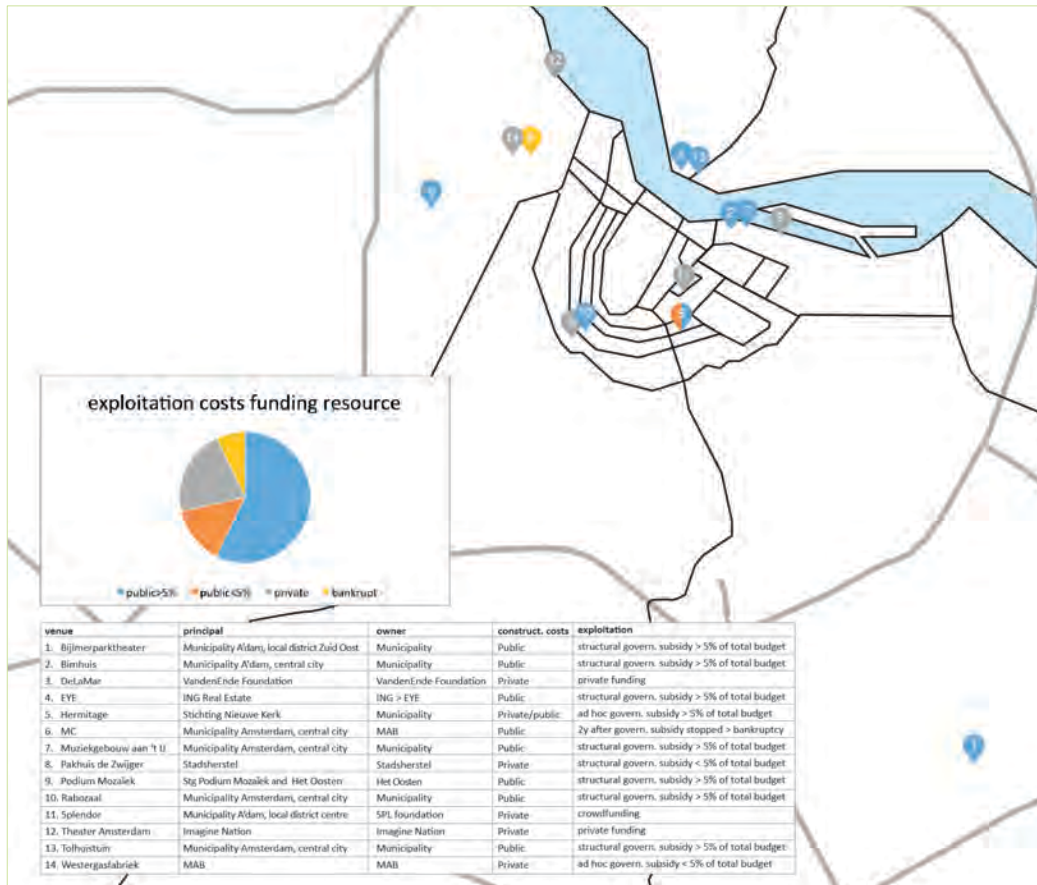 12
14
13
2
exploitation costs funding resource
public>5% public<5% private bankrupt
venue principal owner construct. costs exploitation
1. Bijlmerparktheater Municipality A'dam, local district Zuid Oost Municipality Public structural govern. subsidy > 5% of total budget
2. Bimhuis Municipality A'dam, central city Municipality Public structural govern. subsidy > 5% of total budget
3. DeLaMar VandenEnde Foundation VandenEnde Foundation Private private funding
4. EYE ING Real Estate ING > EYE Public structural govern. subsidy > 5% of total budget
5. Hermitage Stichting Nieuwe Kerk Municipality Private/public ad hoc govern. subsidy > 5% of total budget
6. MC Municipality Amsterdam, central city MAB Public 2y after govern. subsidy stopped > bankruptcy
7. Muziekgebouw aan 't IJ Municipality Amsterdam, central city Municipality Public structural govern. subsidy > 5% of total budget
8. Pakhuis de Zwijger Stadsherstel Stadsherstel Private structural govern. subsidy < 5% of total budget
9. Podium Mozaïek Stg Podium Mozaïek and Het Oosten Het Oosten Public structural govern. subsidy > 5% of total budget
10. Rabozaal Municipality Amsterdam, central city Municipality Public structural govern. subsidy > 5% of total budget
11. Splendor Municipality A'dam, local district centre SPL foundation Private crowdfunding
12. Theater Amsterdam Imagine Nation Imagine Nation Private private funding
13. Tolhuistuin Municipality Amsterdam, central city Municipality Public structural govern. subsidy > 5% of total budget
14. Westergasfabriek MAB MAB Private ad hoc govern. subsidy < 5% of total budget
1